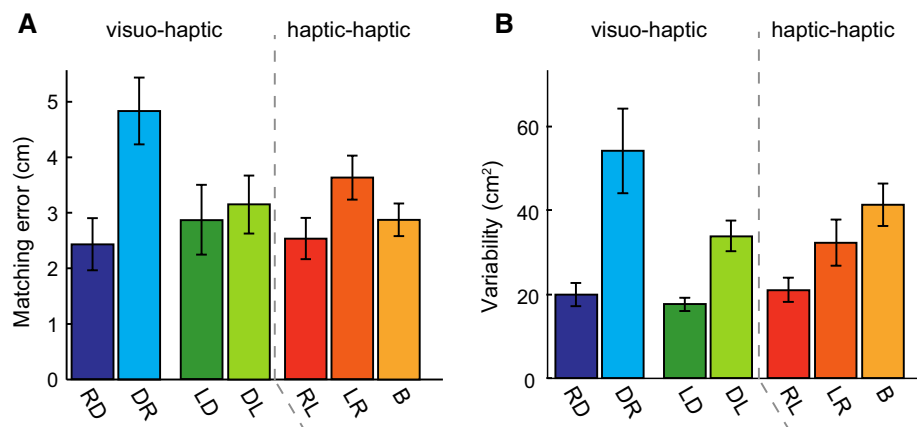 A
visuo-haptic
haptic-haptic
Matching error (cm)
5
4
3
2
1
0
RD
DR
LD
DL
RL
LR
B
B
visuo-haptic
haptic-haptic
Variability (cm²)
60
40
20
0
RD
DR
LD
DL
RL
LR
B